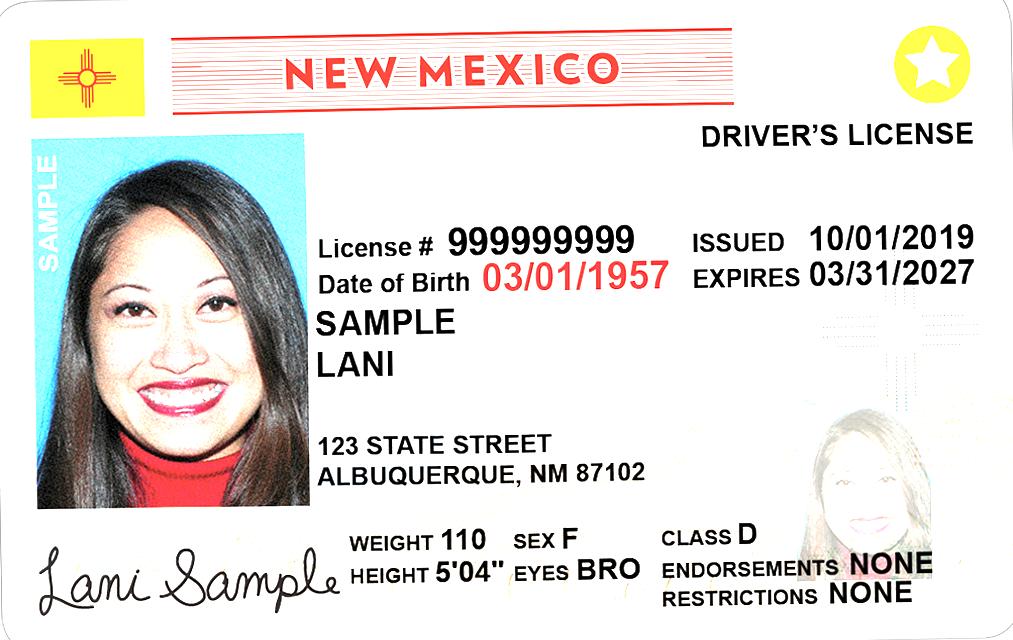 NEW MEXICO
DRIVER'S LICENSE
SAMPLE
License # 999999999
ISSUED 10/01/2019
Date of Birth 03/01/1957
EXPIRES 03/31/2027
SAMPLE
LANI
123 STATE STREET
ALBUQUERQUE, NM 87102
WEIGHT 110 SEX F
CLASS D
HEIGHT 5'04" EYES BRO
ENDORSEMENTS NONE
RESTRICTIONS NONE
Lani Sample